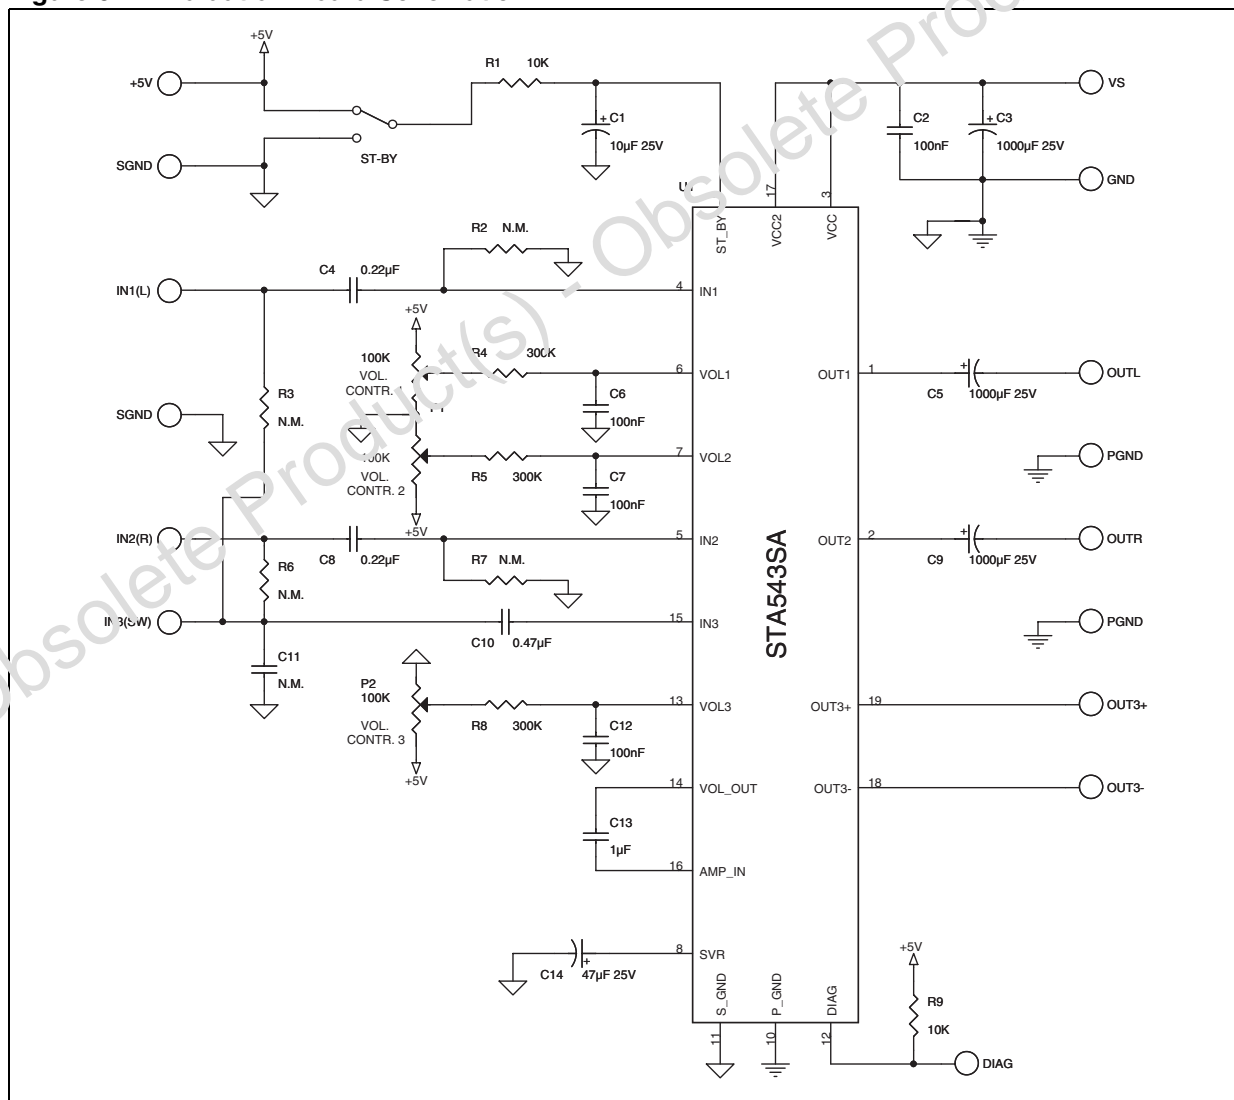 +5V
+5V
R1 10K
VS
C1
10µF 25V
C2
100nF
C3
1000µF 25V
ST-BY
SGND
GND
17
3
ST_BY
VCC2
VCC
R2 N.M.
C4 0.22µF
IN1(L)
4 IN1
+5V
100K
VOL.
R4
6 VOL1
OUT1 1
C5 1000µF 25V
OUTL
R3
N.M.
C6
100nF
SGND
100K
VOL.
CONTR. 2
R5 300K
7 VOL2
C7
100nF
PGND
+5V
IN2(R)
C8 0.22µF
5 IN2
OUT2 2
C9 1000µF 25V
OUTR
R6
N.M.
R7 N.M.
STA543SA
15 IN3
C10 0.47µF
PGND
C11
N.M.
P2
100K
VOL.
CONTR. 3
R8 300K
13 VOL3
C12
100nF
OUT3+ 19
OUT3+
+5V
14 VOL_OUT
OUT3- 18
OUT3-
C13
1µF
16 AMP_IN
8 SVR
C14 47µF 25V
S_GND
P_GND
DIAG
11
10
12
+5V
R9
10K
DIAG
Obsolete Product(s) - Obsolete